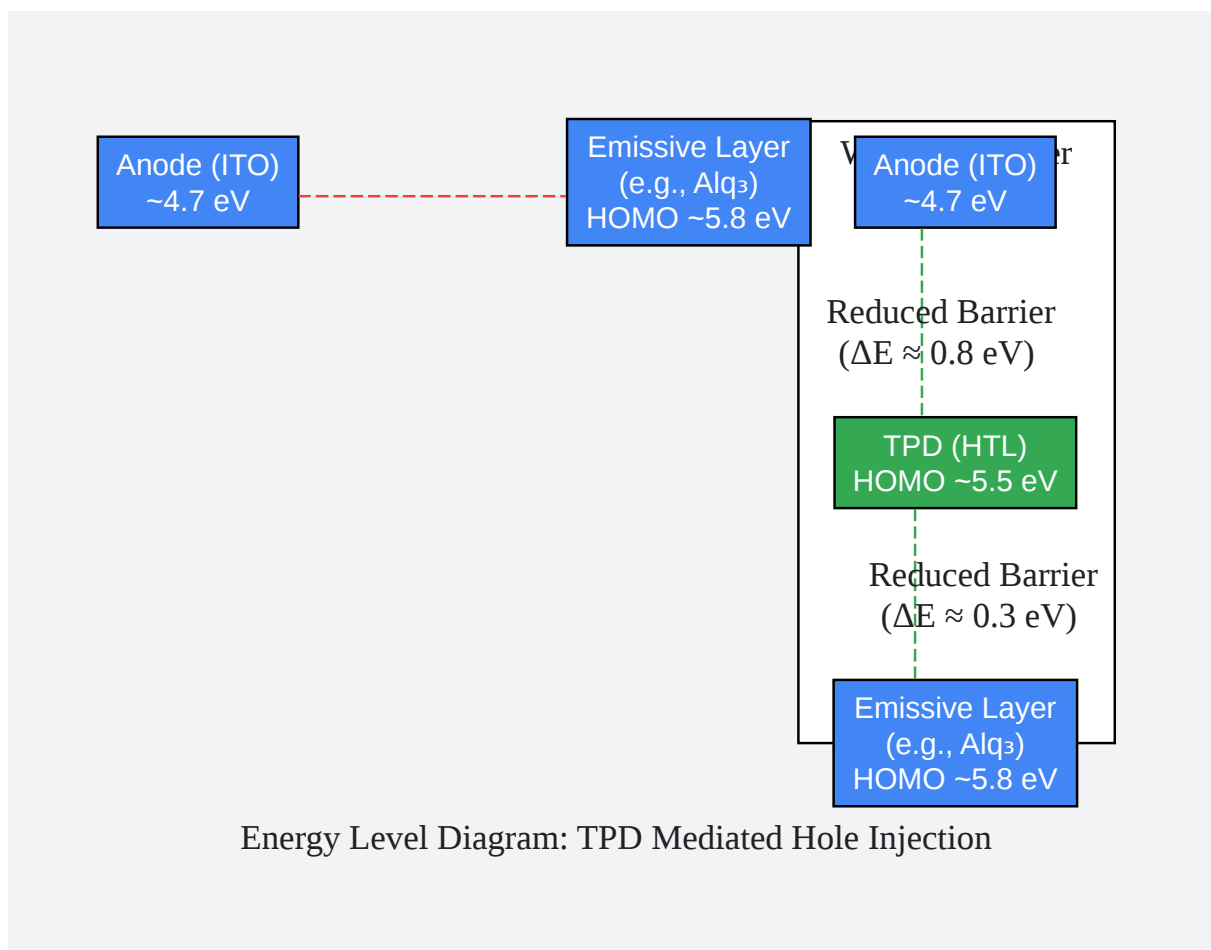 Anode (ITO)
~4.7 eV
Emissive Layer
(e.g., Alq₃)
HOMO ~5.8 eV
Anode (ITO)
~4.7 eV
Reduced Barrier
(ΔE ≈ 0.8 eV)
TPD (HTL)
HOMO ~5.5 eV
Reduced Barrier
(ΔE ≈ 0.3 eV)
Emissive Layer
(e.g., Alq₃)
HOMO ~5.8 eV
Energy Level Diagram: TPD Mediated Hole Injection